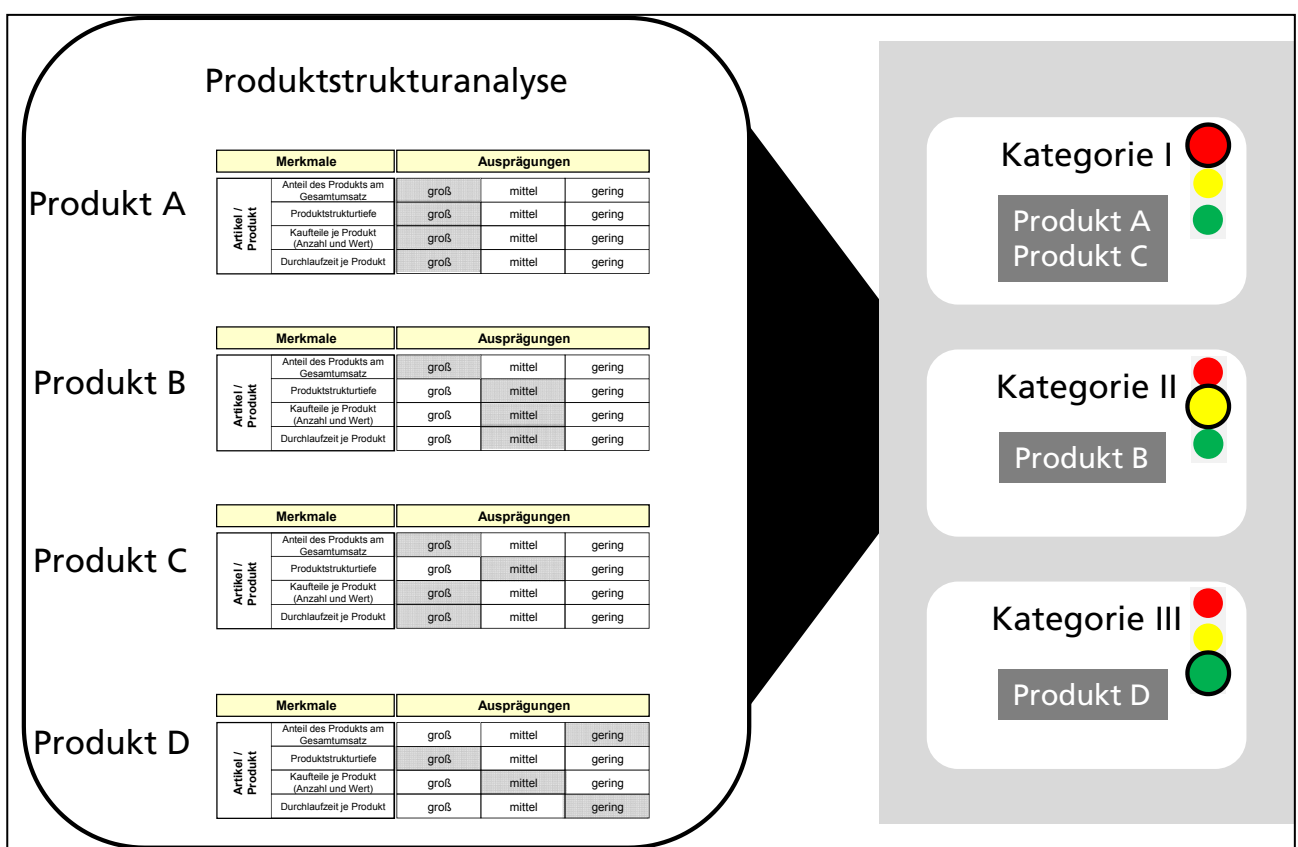 Produktstrukturanalyse
Produkt A
Merkmale Ausprägungen
Artikel /
Produkt
Anteil des Produkts am
Gesamtumsatz
groß mittel gering
Produktstrukturtiefe groß mittel gering
Kaufteile je Produkt
(Anzahl und Wert)
groß mittel gering
Durchlaufzeit je Produkt groß mittel gering
Produkt B
Merkmale Ausprägungen
Artikel /
Produkt
Anteil des Produkts am
Gesamtumsatz
groß mittel gering
Produktstrukturtiefe groß mittel gering
Kaufteile je Produkt
(Anzahl und Wert)
groß mittel gering
Durchlaufzeit je Produkt groß mittel gering
Produkt C
Merkmale Ausprägungen
Artikel /
Produkt
Anteil des Produkts am
Gesamtumsatz
groß mittel gering
Produktstrukturtiefe groß mittel gering
Kaufteile je Produkt
(Anzahl und Wert)
groß mittel gering
Durchlaufzeit je Produkt groß mittel gering
Produkt D
Merkmale Ausprägungen
Artikel /
Produkt
Anteil des Produkts am
Gesamtumsatz
groß mittel gering
Produktstrukturtiefe groß mittel gering
Kaufteile je Produkt
(Anzahl und Wert)
groß mittel gering
Durchlaufzeit je Produkt groß mittel gering
Kategorie I
Produkt A
Produkt C
Kategorie II
Produkt B
Kategorie III
Produkt D